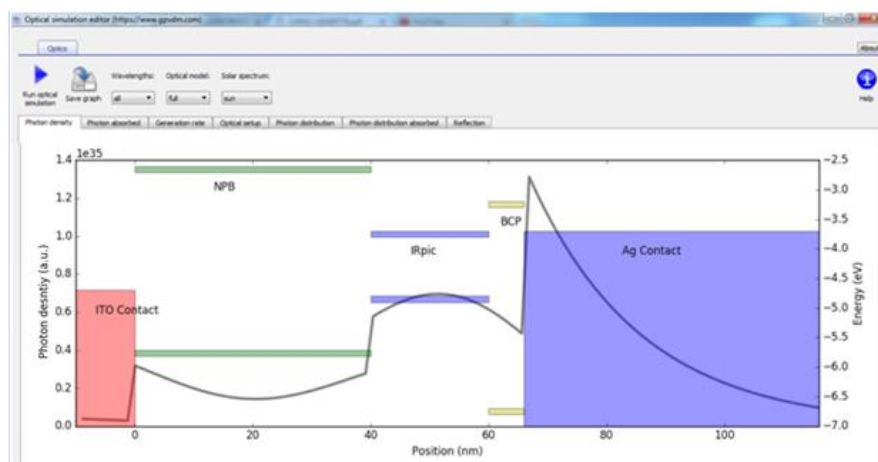 Optical simulation editor (https://www.gpvdm.com)
Optics
About
Wavelengths: Optical model: Solar spectrum:
all full sun
Run optical
simulation
Save graph
Help
Photon density Photon absorbed Generation rate Optical setup Photon distribution Photon distribution absorbed Reflection
1e35
1.4 1.2 1.0 0.8 0.6 0.4 0.2 0.0
Photon desntiy (a.u.)
NPB
IRpic
BCP
ITO Contact
Ag Contact
−2.5 −3.0 −3.5 −4.0 −4.5 −5.0 −5.5 −6.0 −6.5 −7.0
Energy (eV)
0 20 40 60 80 100
Position (nm)